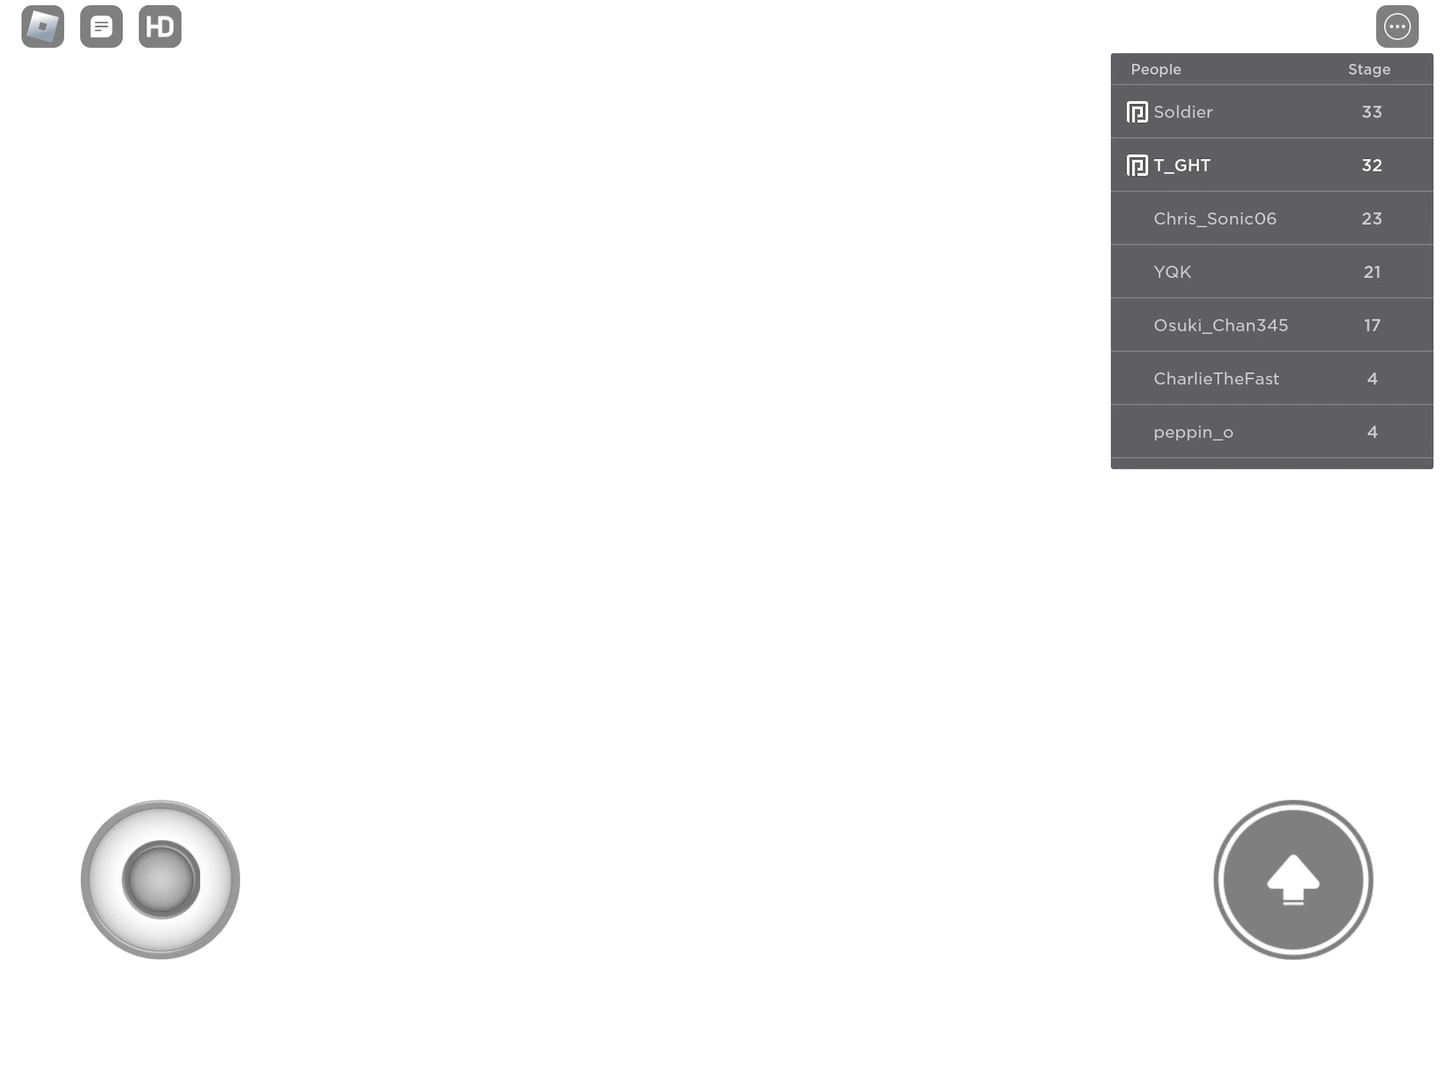 HD
People Stage
Soldier 33
T_GHT 32
Chris_Sonic06 23
YQK 21
Osuki_Chan345 17
CharlieTheFast 4
peppin_o 4